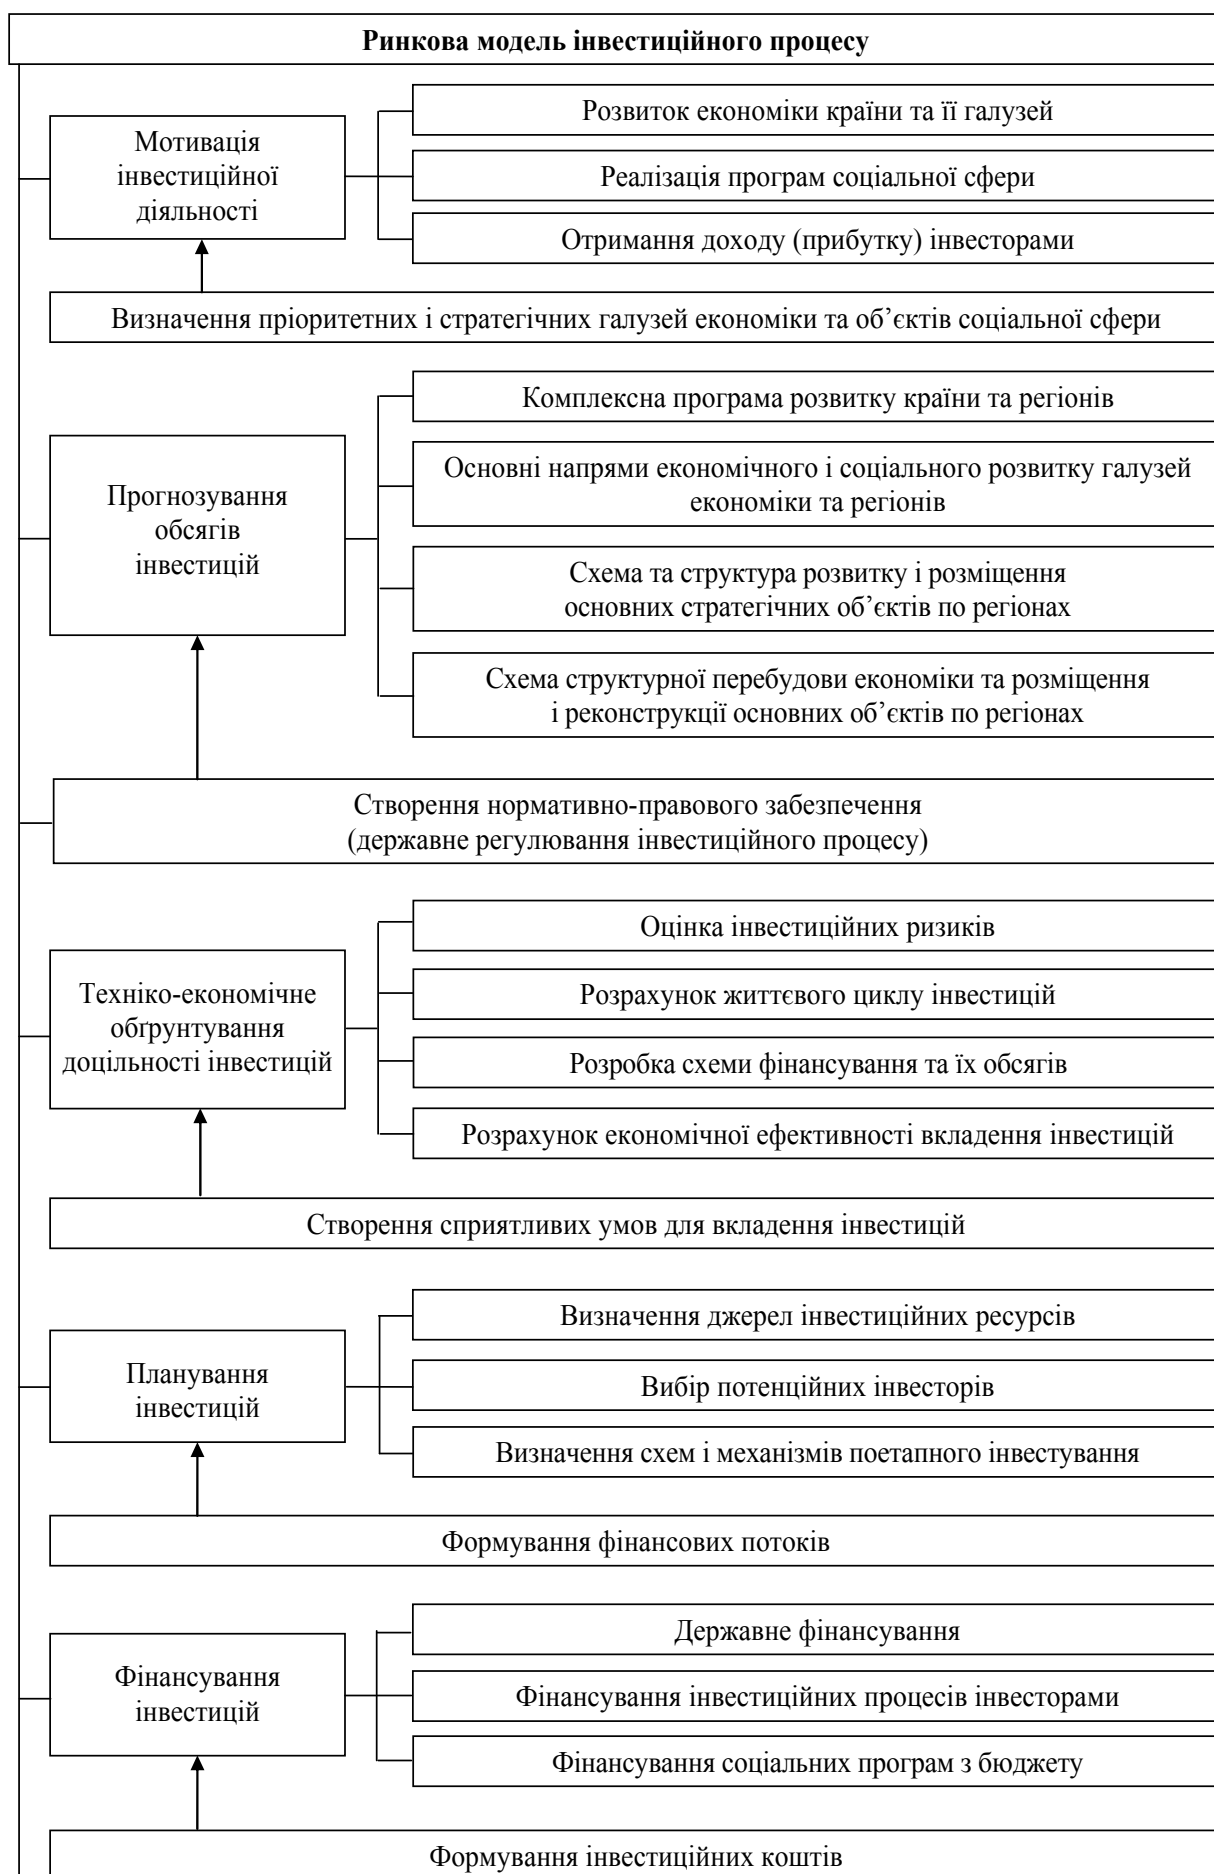 Ринкова модель інвестиційного процесу
Мотивація
інвестиційної
діяльності
Розвиток економіки країни та її галузей
Реалізація програм соціальної сфери
Отримання доходу (прибутку) інвесторами
Визначення пріоритетних і стратегічних галузей економіки та об’єктів соціальної сфери
Прогнозування
обсягів
інвестицій
Комплексна програма розвитку країни та регіонів
Основні напрями економічного і соціального розвитку галузей
економіки та регіонів
Схема та структура розвитку і розміщення
основних стратегічних об’єктів по регіонах
Схема структурної перебудови економіки та розміщення
і реконструкції основних об’єктів по регіонах
Створення нормативно-правового забезпечення
(державне регулювання інвестиційного процесу)
Техніко-економічне
обґрунтування
доцільності інвестицій
Оцінка інвестиційних ризиків
Розрахунок життєвого циклу інвестицій
Розробка схеми фінансування та їх обсягів
Розрахунок економічної ефективності вкладення інвестицій
Створення сприятливих умов для вкладення інвестицій
Планування
інвестицій
Визначення джерел інвестиційних ресурсів
Вибір потенційних інвесторів
Визначення схем і механізмів поетапного інвестування
Формування фінансових потоків
Фінансування
інвестицій
Державне фінансування
Фінансування інвестиційних процесів інвесторами
Фінансування соціальних програм з бюджету
Формування інвестиційних коштів